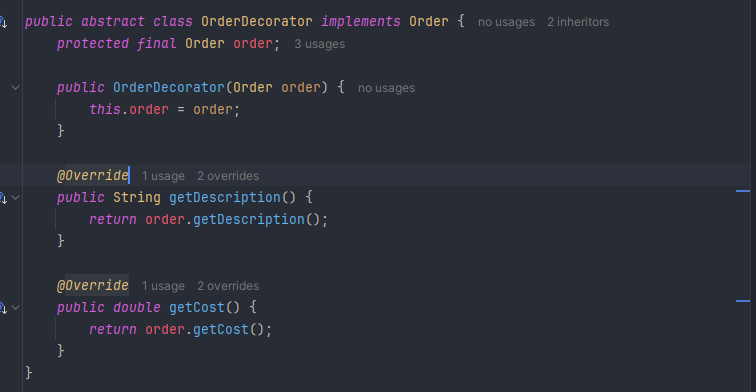 public abstract class OrderDecorator implements Order { no usages 2 inheritors
protected final Order order; 3 usages
public OrderDecorator(Order order) { no usages
this.order = order;
}
@Override 1 usage 2 overrides
public String getDescription() {
return order.getDescription();
}
@Override 1 usage 2 overrides
public double getCost() {
return order.getCost();
}
}